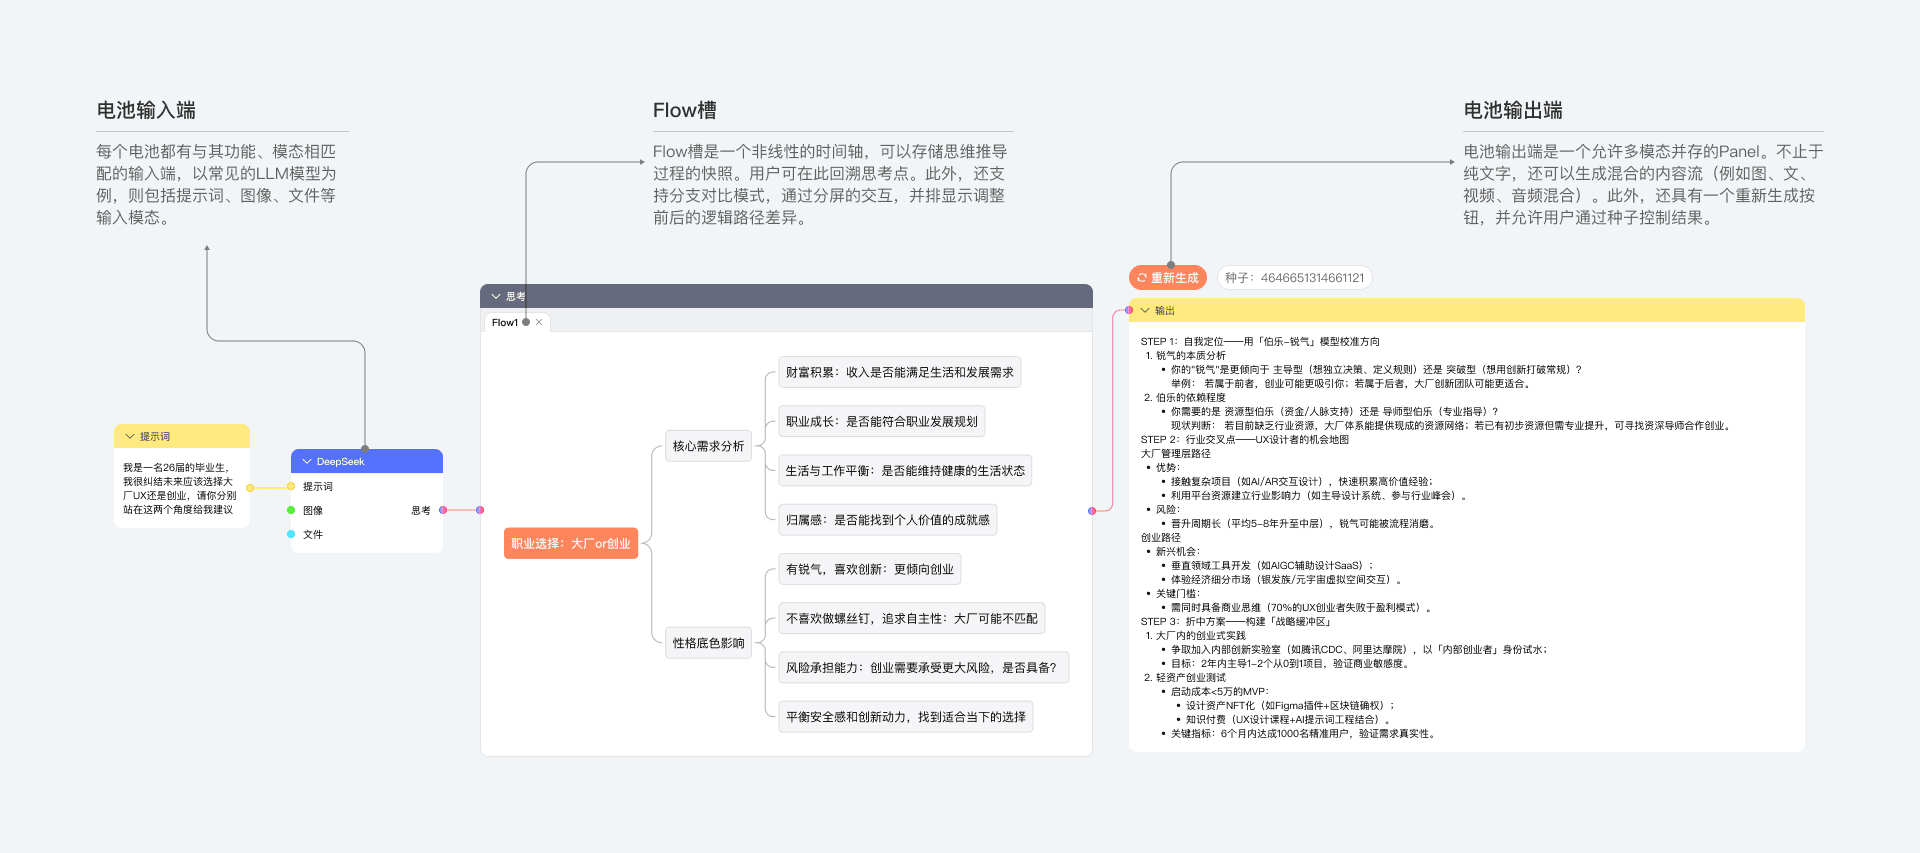 电池输入端
每个电池都有与其功能、模态相匹
配的输入端，以常见的LLM模型为
例，则包括提示词、图像、文件等
输入模态。
Flow槽
Flow槽是一个非线性的时间轴，可以存储思维推导
过程的快照。用户可在此回溯思考点。此外，还支
持分支对比模式，通过分屏的交互，并排显示调整
前后的逻辑路径差异。
电池输出端
电池输出端是一个允许多模态并存的Panel。不止于
纯文字，还可以生成混合的内容流（例如图、文、
视频、音频混合）。此外，还具有一个重新生成按
钮，并允许用户通过种子控制结果。
提示词
我是一名26届的毕业生，
我很纠结未来应该选择大
厂UX还是创业，请你分别
站在这两个角度给我建议
DeepSeek
提示词
图像
思考
文件
思考
Flow1
职业选择：大厂or创业
核心需求分析
财富积累：收入是否能满足生活和发展需求
职业成长：是否能符合职业发展规划
生活与工作平衡：是否能维持健康的生活状态
归属感：是否能找到个人价值的成就感
性格底色影响
有锐气，喜欢创新：更倾向创业
不喜欢做螺丝钉，追求自主性：大厂可能不匹配
风险承担能力：创业需要承受更大风险，是否具备？
平衡安全感和创新动力，找到适合当下的选择
重新生成
种子：4646651314661121
输出
STEP 1：自我定位——用「伯乐-锐气」模型校准方向
1. 锐气的本质分析
• 你的"锐气"是更倾向于 主导型（想独立决策、定义规则）还是 突破型（想用创新打破常规）？
举例： 若属于前者，创业可能更吸引你；若属于后者，大厂创新团队可能更适合。
2. 伯乐的依赖程度
• 你需要的是 资源型伯乐（资金/人脉支持）还是 导师型伯乐（专业指导）？
现状判断： 若目前缺乏行业资源，大厂体系能提供现成的资源网络；若已有初步资源但需专业提升，可寻找资深导师合作创业。
STEP 2：行业交叉点——UX设计者的机会地图
大厂管理层路径
• 优势：
• 接触复杂项目（如AI/AR交互设计），快速积累高价值经验；
• 利用平台资源建立行业影响力（如主导设计系统、参与行业峰会）。
• 风险：
• 晋升周期长（平均5-8年升至中层），锐气可能被流程消磨。
创业路径
• 新兴机会：
• 垂直领域工具开发（如AIGC辅助设计SaaS）；
• 体验经济细分市场（银发族/元宇宙虚拟空间交互）。
• 关键门槛：
• 需同时具备商业思维（70%的UX创业者失败于盈利模式）。
STEP 3：折中方案——构建「战略缓冲区」
1. 大厂内的创业式实践
• 争取加入内部创新实验室（如腾讯CDC、阿里达摩院），以「内部创业者」身份试水；
• 目标：2年内主导1-2个从0到1项目，验证商业敏感度。
2. 轻资产创业测试
• 启动成本<5万的MVP：
• 设计资产NFT化（如Figma插件+区块链确权）；
• 知识付费（UX设计课程+AI提示词工程结合）。
• 关键指标：6个月内达成1000名精准用户，验证需求真实性。